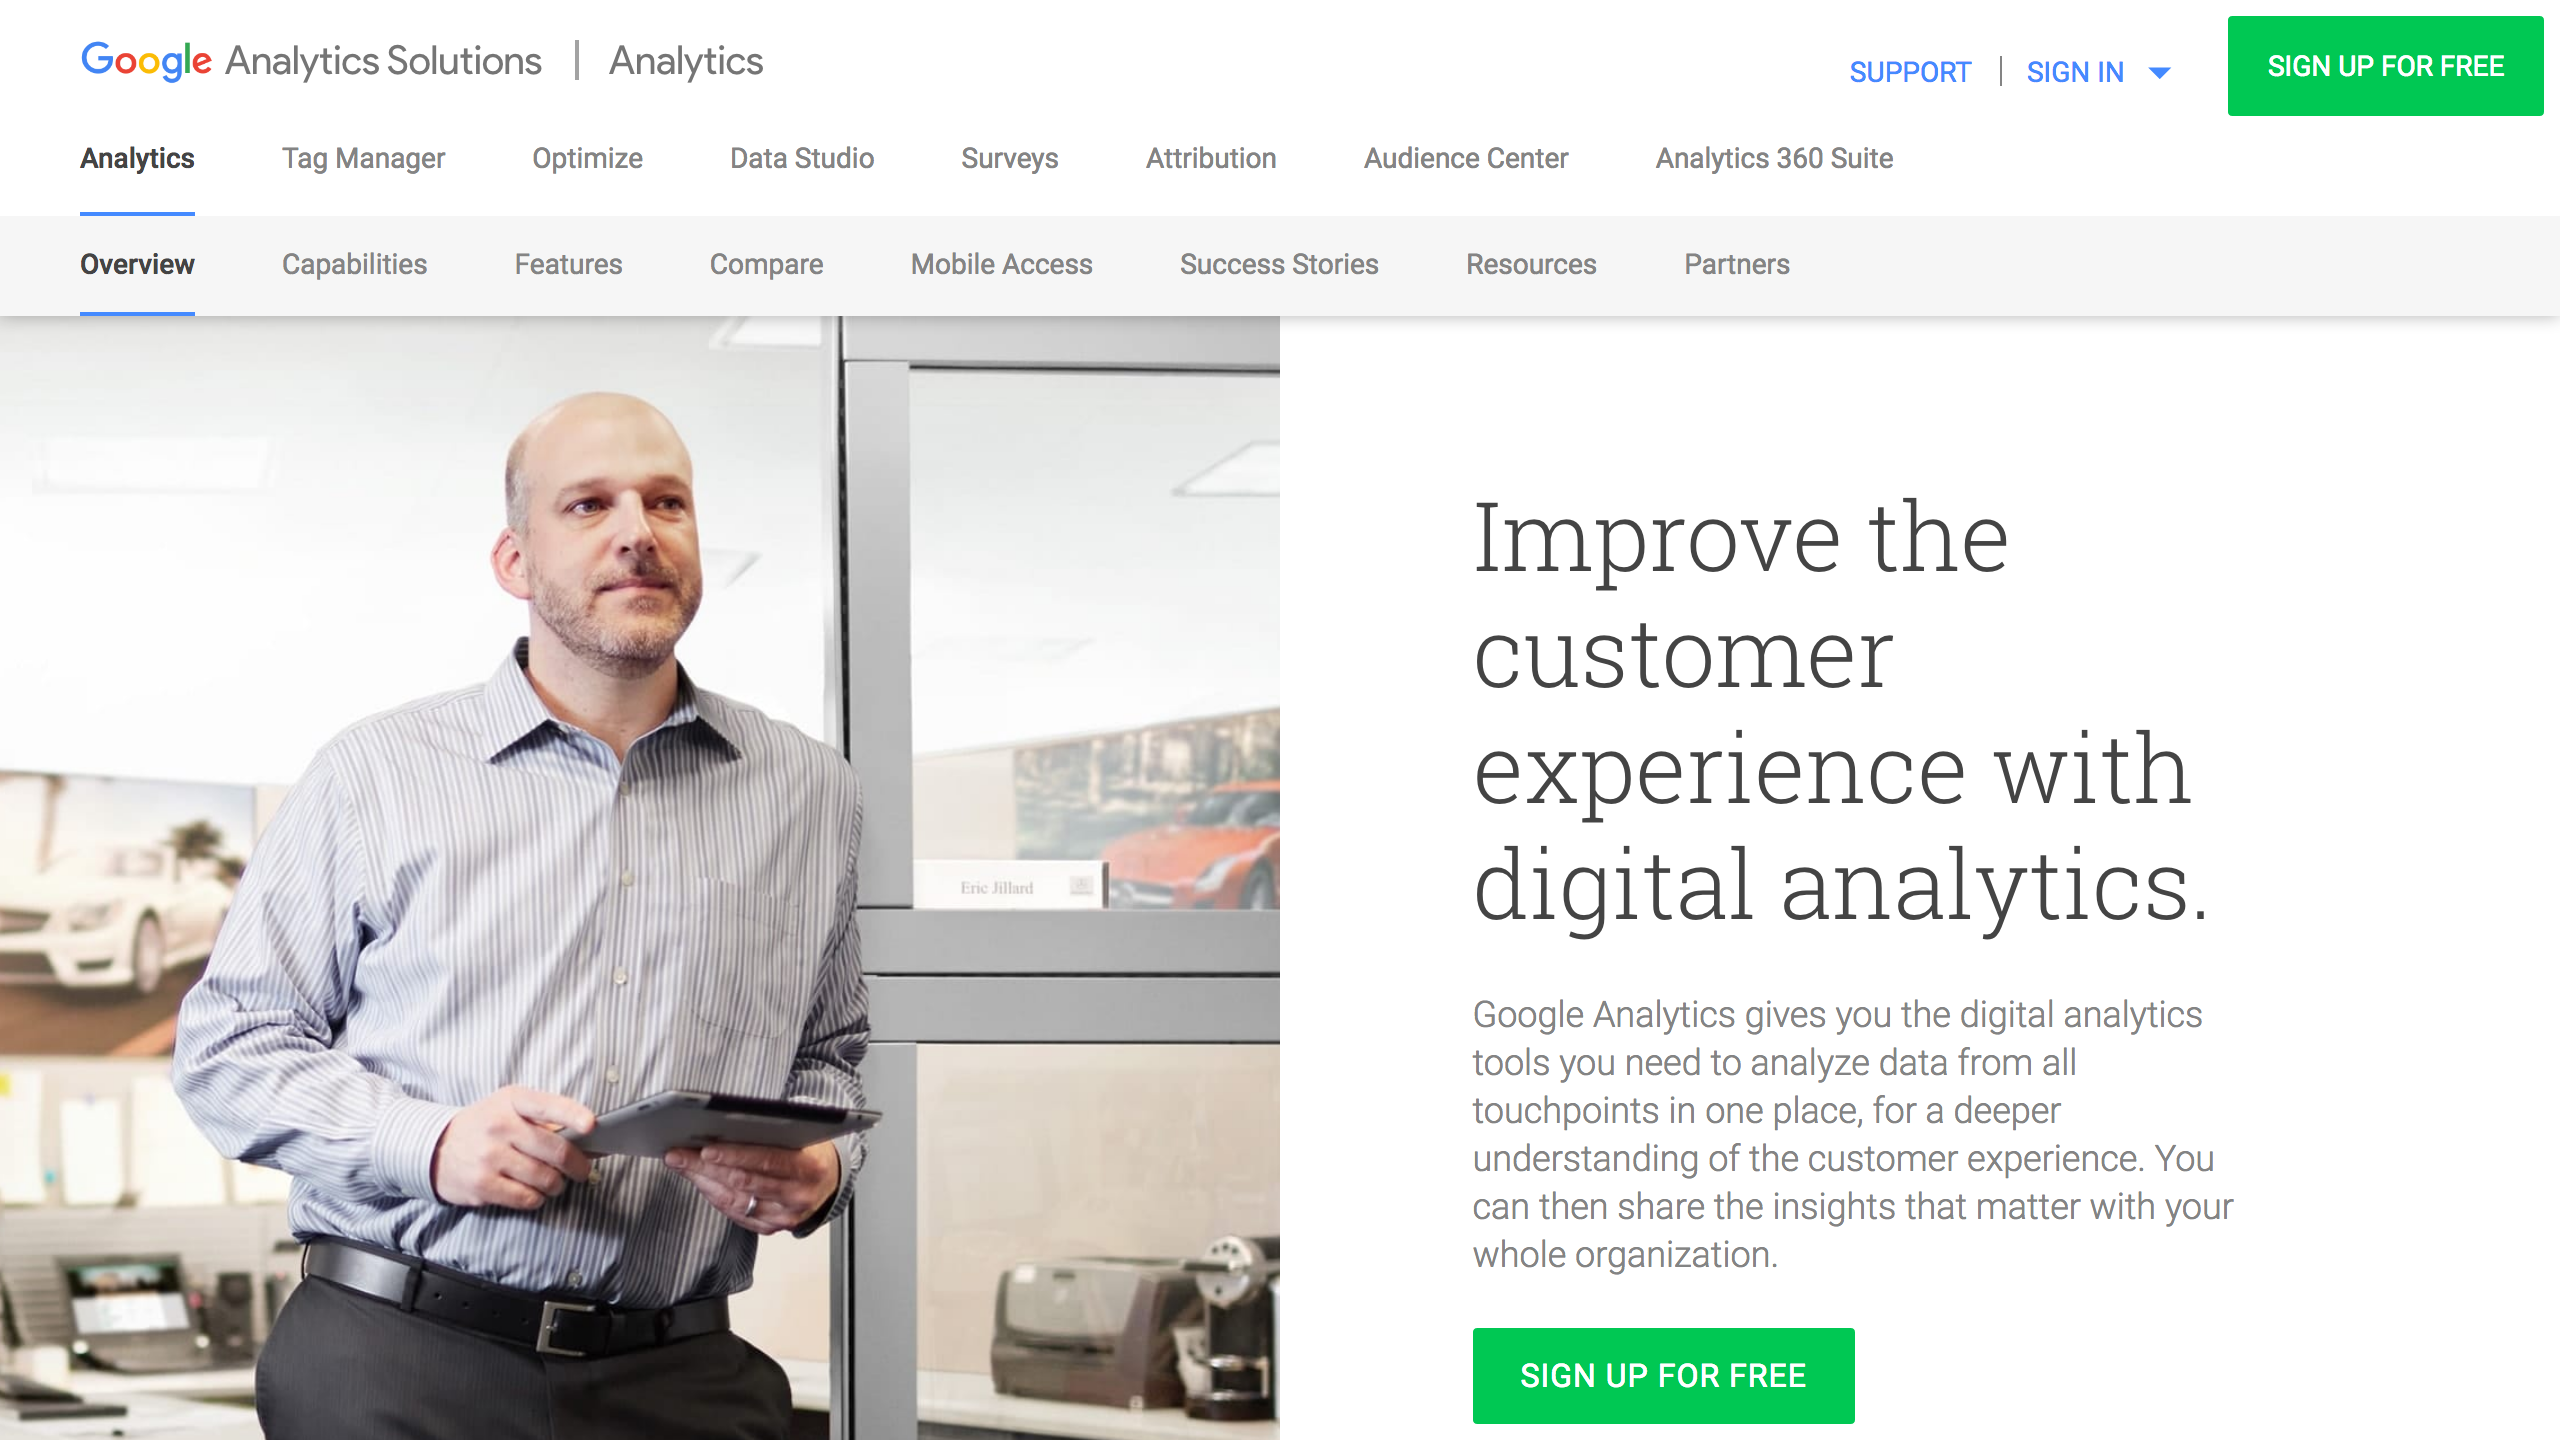 Google Analytics Solutions | Analytics
SUPPORT | SIGN IN
SIGN UP FOR FREE
Analytics Tag Manager Optimize Data Studio Surveys Attribution Audience Center Analytics 360 Suite
Overview Capabilities Features Compare Mobile Access Success Stories Resources Partners
Eric Jillard
Improve the
customer
experience with
digital analytics.
Google Analytics gives you the digital analytics
tools you need to analyze data from all
touchpoints in one place, for a deeper
understanding of the customer experience. You
can then share the insights that matter with your
whole organization.
SIGN UP FOR FREE